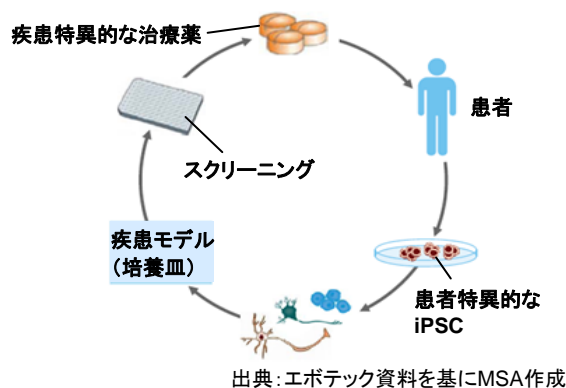 疾患特異的な治療薬
患者
スクリーニング
疾患モデル
（培養皿）
患者特異的な
iPSC
出典：エボテック資料を基にMSA作成